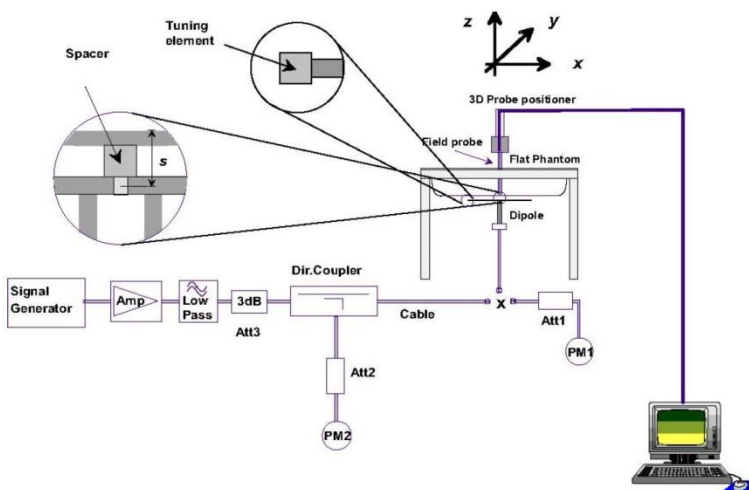 Tuning
element
Spacer
s
z
y
x
3D Probe positioner
Field probe
Flat Phantom
Dipole
Signal
Generator
Amp
Low
Pass
3dB
Att3
Dir.Coupler
Cable
x
Att1
PM1
Att2
PM2